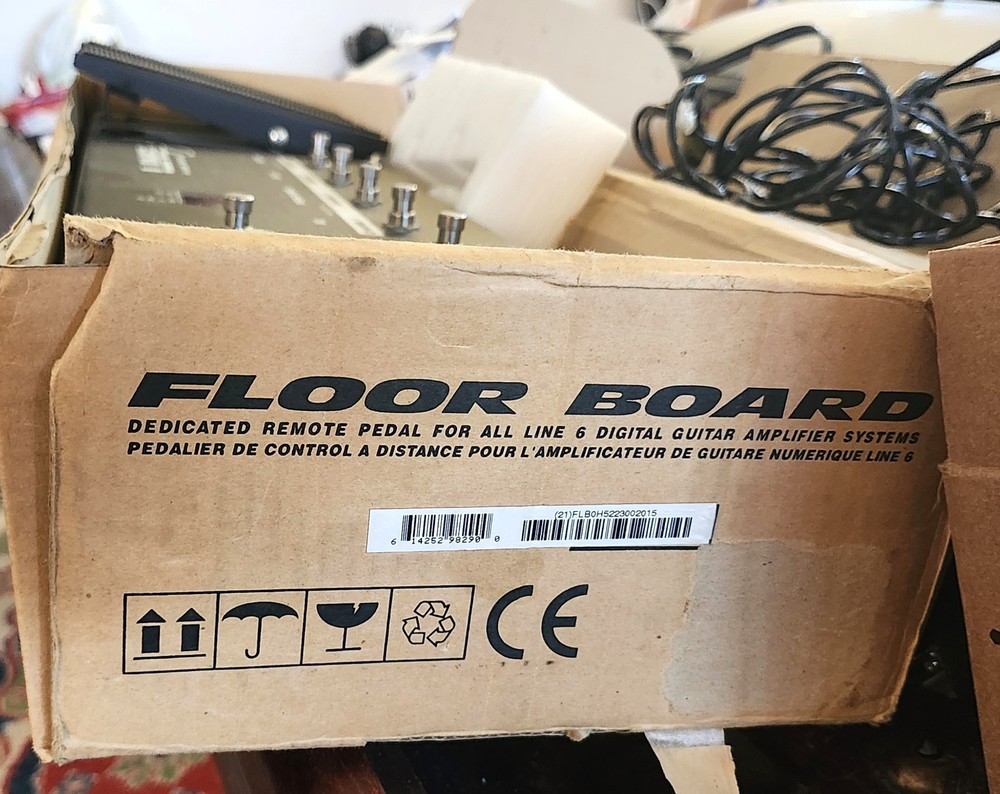 FLOOR BOARD
DEDICATED REMOTE PEDAL FOR ALL LINE 6 DIGITAL GUITAR AMPLIFIER SYSTEMS
PEDALIER DE CONTROL A DISTANCE POUR L'AMPLIFICATEUR DE GUITARE NUMERIQUE LINE 6
(21)FLB0H5223002015
6 14252 98290 0
CE